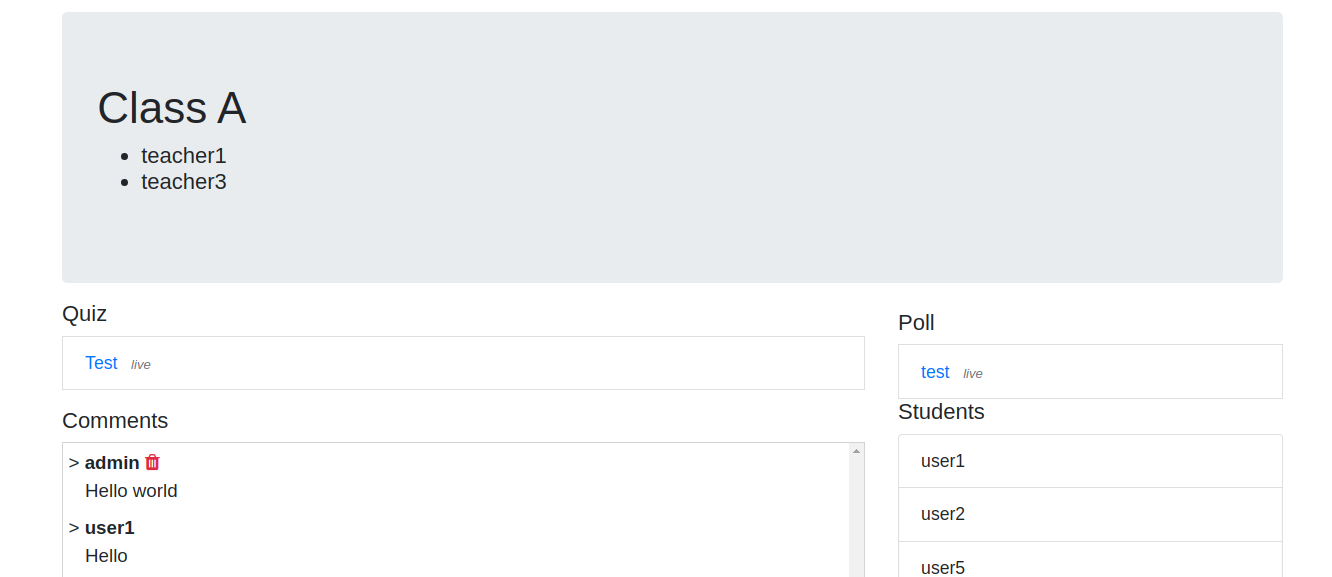 Class A
teacher1
teacher3
Quiz
Test live
Comments
> admin
Hello world
> user1
Hello
Poll
test live
Students
user1
user2
user5